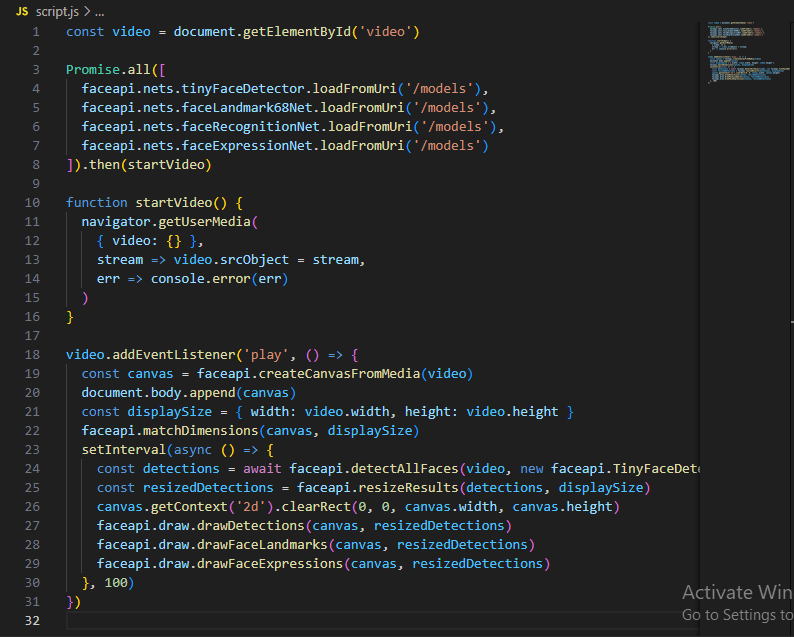 JS script.js > ...
1 const video = document.getElementById('video')
2
3 Promise.all([
4   faceapi.nets.tinyFaceDetector.loadFromUri('/models'),
5   faceapi.nets.faceLandmark68Net.loadFromUri('/models'),
6   faceapi.nets.faceRecognitionNet.loadFromUri('/models'),
7   faceapi.nets.faceExpressionNet.loadFromUri('/models')
8 ]).then(startVideo)
9
10 function startVideo() {
11   navigator.getUserMedia(
12     { video: {} },
13     stream => video.srcObject = stream,
14     err => console.error(err)
15   )
16 }
17
18 video.addEventListener('play', () => {
19   const canvas = faceapi.createCanvasFromMedia(video)
20   document.body.append(canvas)
21   const displaySize = { width: video.width, height: video.height }
22   faceapi.matchDimensions(canvas, displaySize)
23   setInterval(async () => {
24     const detections = await faceapi.detectAllFaces(video, new faceapi.TinyFaceDet
25     const resizedDetections = faceapi.resizeResults(detections, displaySize)
26     canvas.getContext('2d').clearRect(0, 0, canvas.width, canvas.height)
27     faceapi.draw.drawDetections(canvas, resizedDetections)
28     faceapi.draw.drawFaceLandmarks(canvas, resizedDetections)
29     faceapi.draw.drawFaceExpressions(canvas, resizedDetections)
30   }, 100)
31 })
32
Activate Win
Go to Settings to